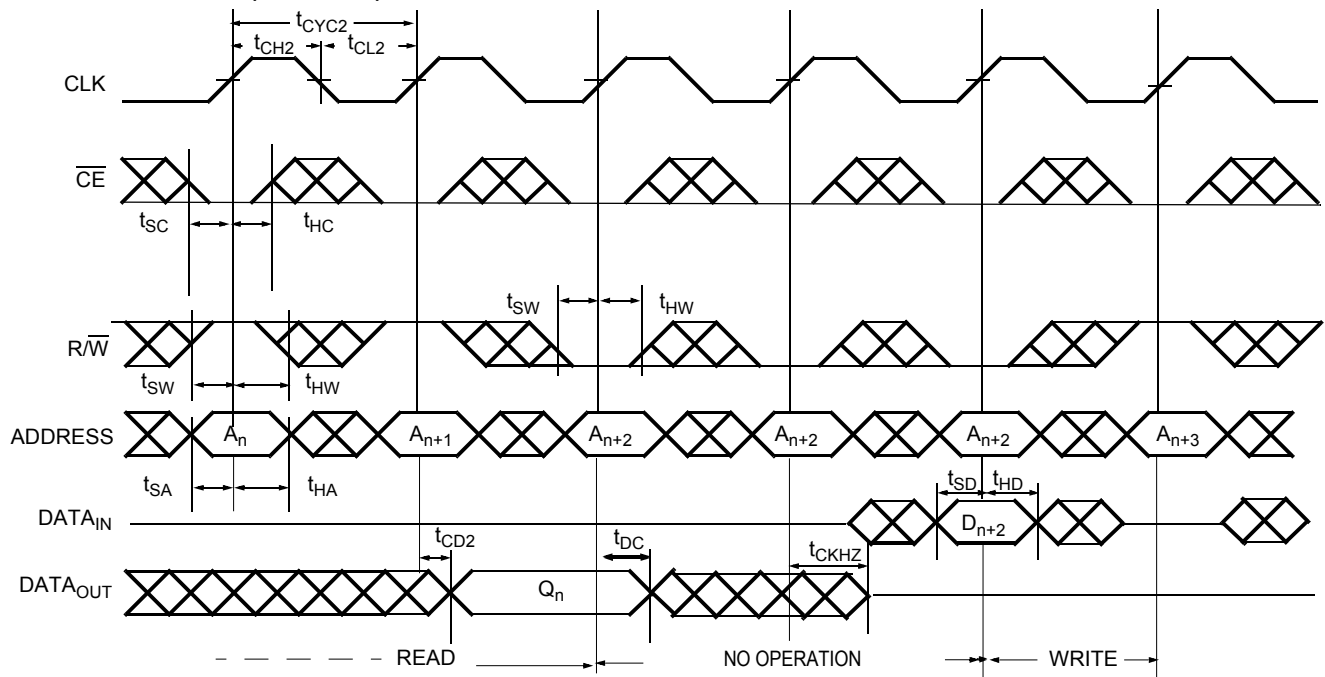 tCYC2
tCH2 tCL2
CLK
CE
tSC tHC
tSW tHW
R/W
tSW tHW
ADDRESS An An+1 An+2 An+2 An+2 An+3
tSA tHA tSD tHD
DATAIN Dn+2
tCD2 tDC tCKHZ
DATAOUT Qn
READ NO OPERATION WRITE